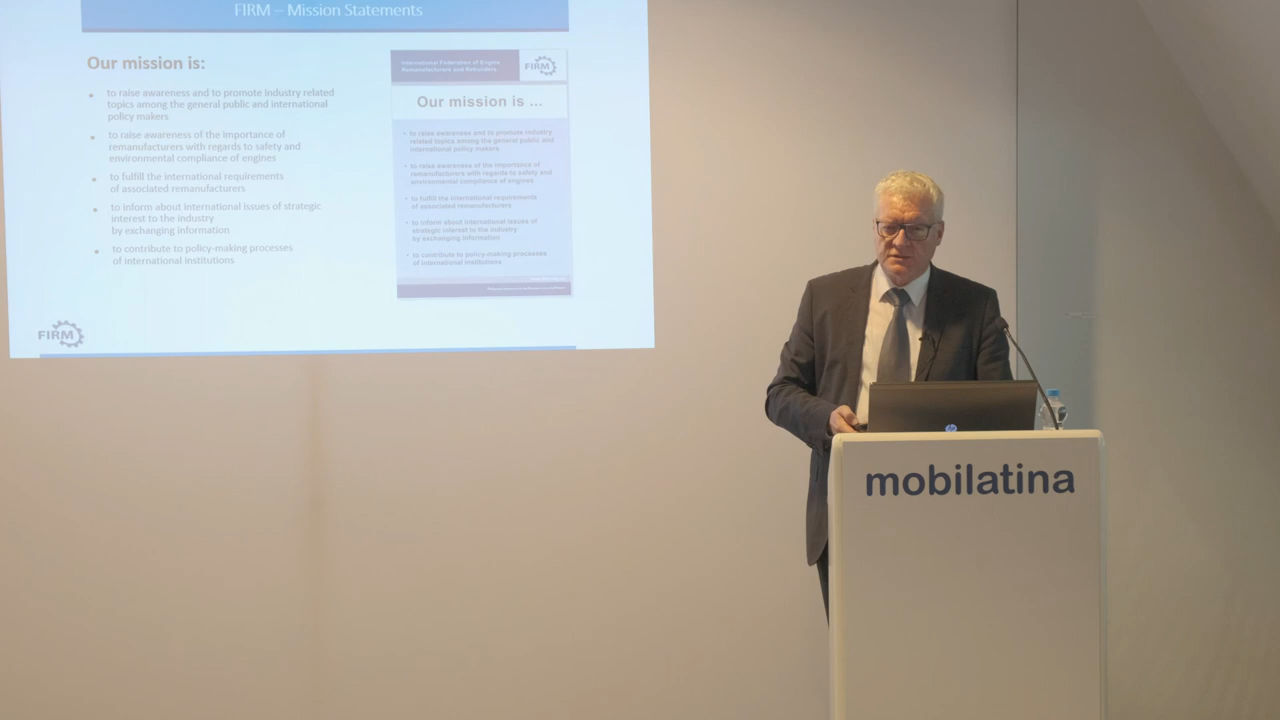 FIRM – Mission Statements
Our mission is:
• to raise awareness and to promote industry related
topics among the general public and international
policy makers
• to raise awareness of the importance of
remanufacturers with regards to safety and
environmental compliance of engines
• to fulfill the international requirements
of associated remanufacturers
• to inform about international issues of strategic
interest to the industry
by exchanging information
• to contribute to policy-making processes
of international institutions
FIRM
International Federation of Engine
Remanufacturers and Rebuilders
FIRM
Our mission is ...
• to raise awareness and to promote industry
related topics among the general public and
international policy makers
• to raise awareness of the importance of
remanufacturers with regards to safety and
environmental compliance of engines
• to fulfill the international requirements
of associated remanufacturers
• to inform about international issues of
strategic interest to the industry
by exchanging information
• to contribute to policy-making processes
of international institutions
hp
mobilatina